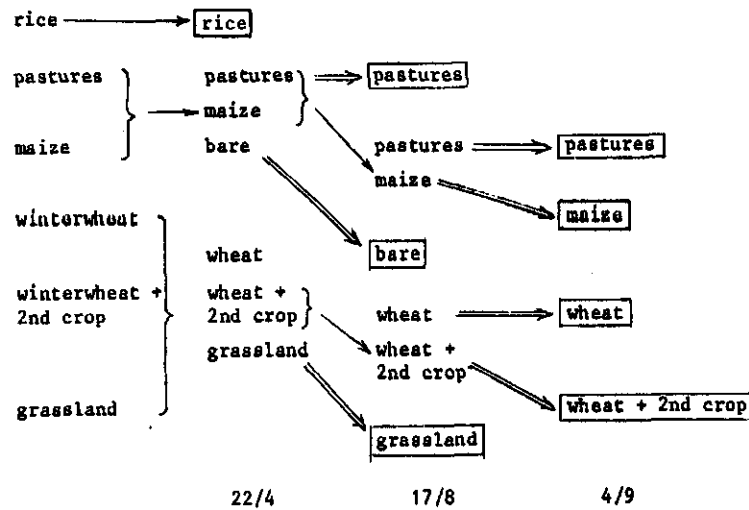 rice rice
pastures pastures pastures
maize
maize bare pastures pastures
maize
maize
winterwheat
wheat bare
winterwheat + wheat +
2nd crop 2nd crop wheat wheat
grassland wheat +
2nd crop
grassland wheat + 2nd crop
grassland
22/4 17/8 4/9